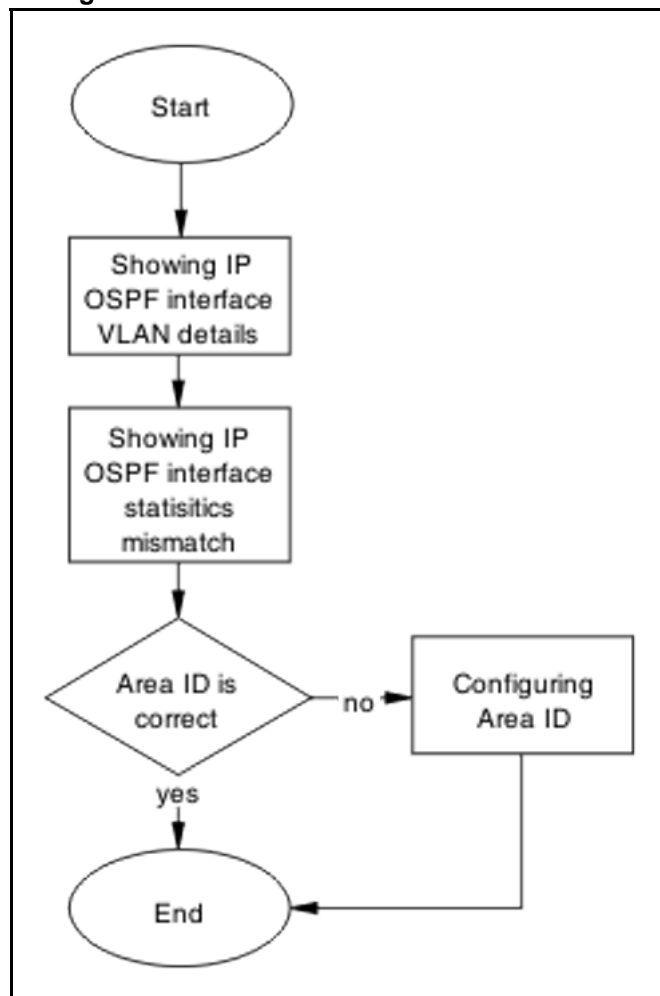 Start
Showing IP
OSPF interface
VLAN details
Showing IP
OSPF interface
statisitics
mismatch
Area ID is
correct
no
Configuring
Area ID
yes
End